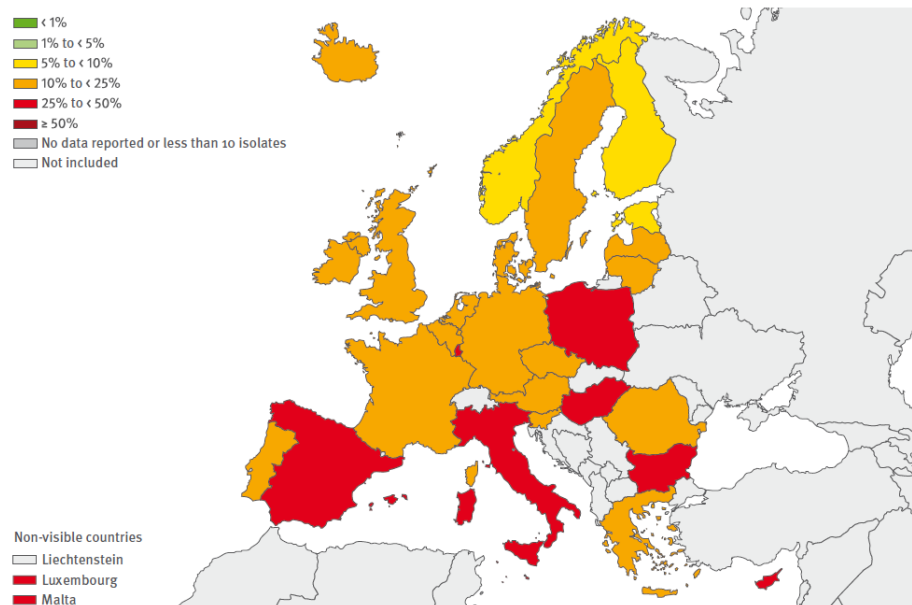 < 1%
1% to < 5%
5% to < 10%
10% to < 25%
25% to < 50%
≥ 50%
No data reported or less than 10 isolates
Not included
Non-visible countries
Liechtenstein
Luxembourg
Malta